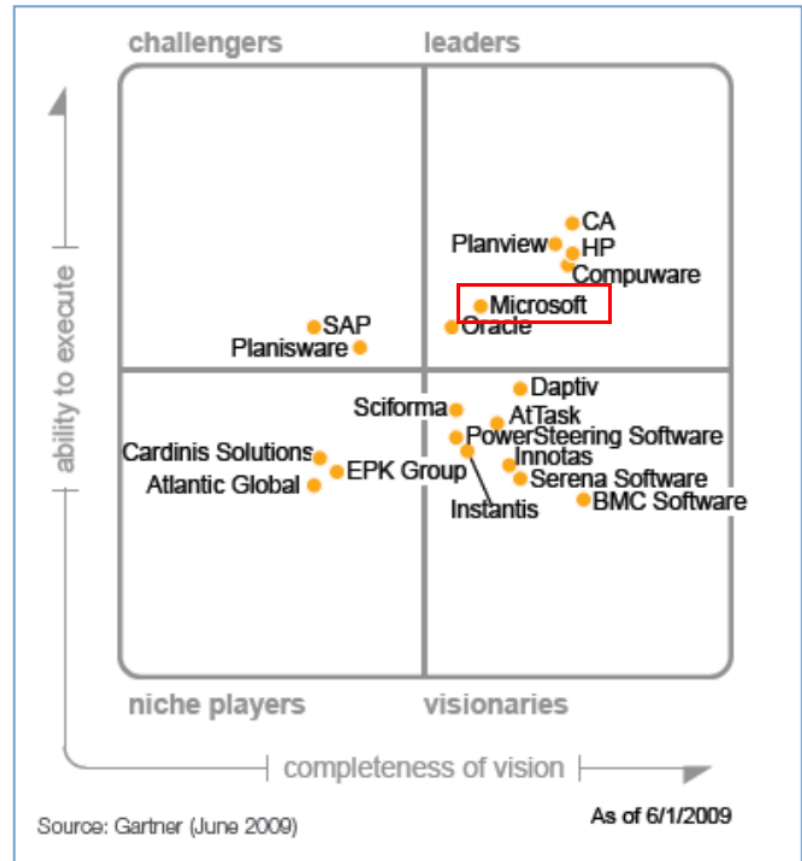 challengers
leaders
CA
Planview
HP
Compuware
Microsoft
Oracle
SAP
Planisware
ability to execute
Daptiv
Sciforma
AtTask
PowerSteering Software
Cardinis Solutions
Innotas
EPK Group
Serena Software
Atlantic Global
BMC Software
Instantis
niche players
visionaries
completeness of vision
As of 6/1/2009
Source: Gartner (June 2009)